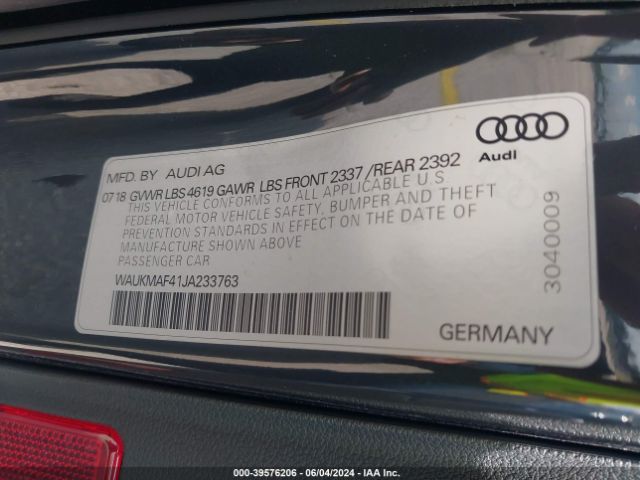 MFD. BY AUDI AG
07 18 GVWR LBS 4619 GAWR LBS FRONT 2337 /REAR 2392
THIS VEHICLE CONFORMS TO ALL APPLICABLE U.S
FEDERAL MOTOR VEHICLE SAFETY, BUMPER AND THEFT
PREVENTION STANDARDS IN EFFECT ON THE DATE OF
MANUFACTURE SHOWN ABOVE
PASSENGER CAR
WAUKMAF41JA233763
Audi
3040009
GERMANY
000-39576206 - 06/04/2024 - IAA Inc.